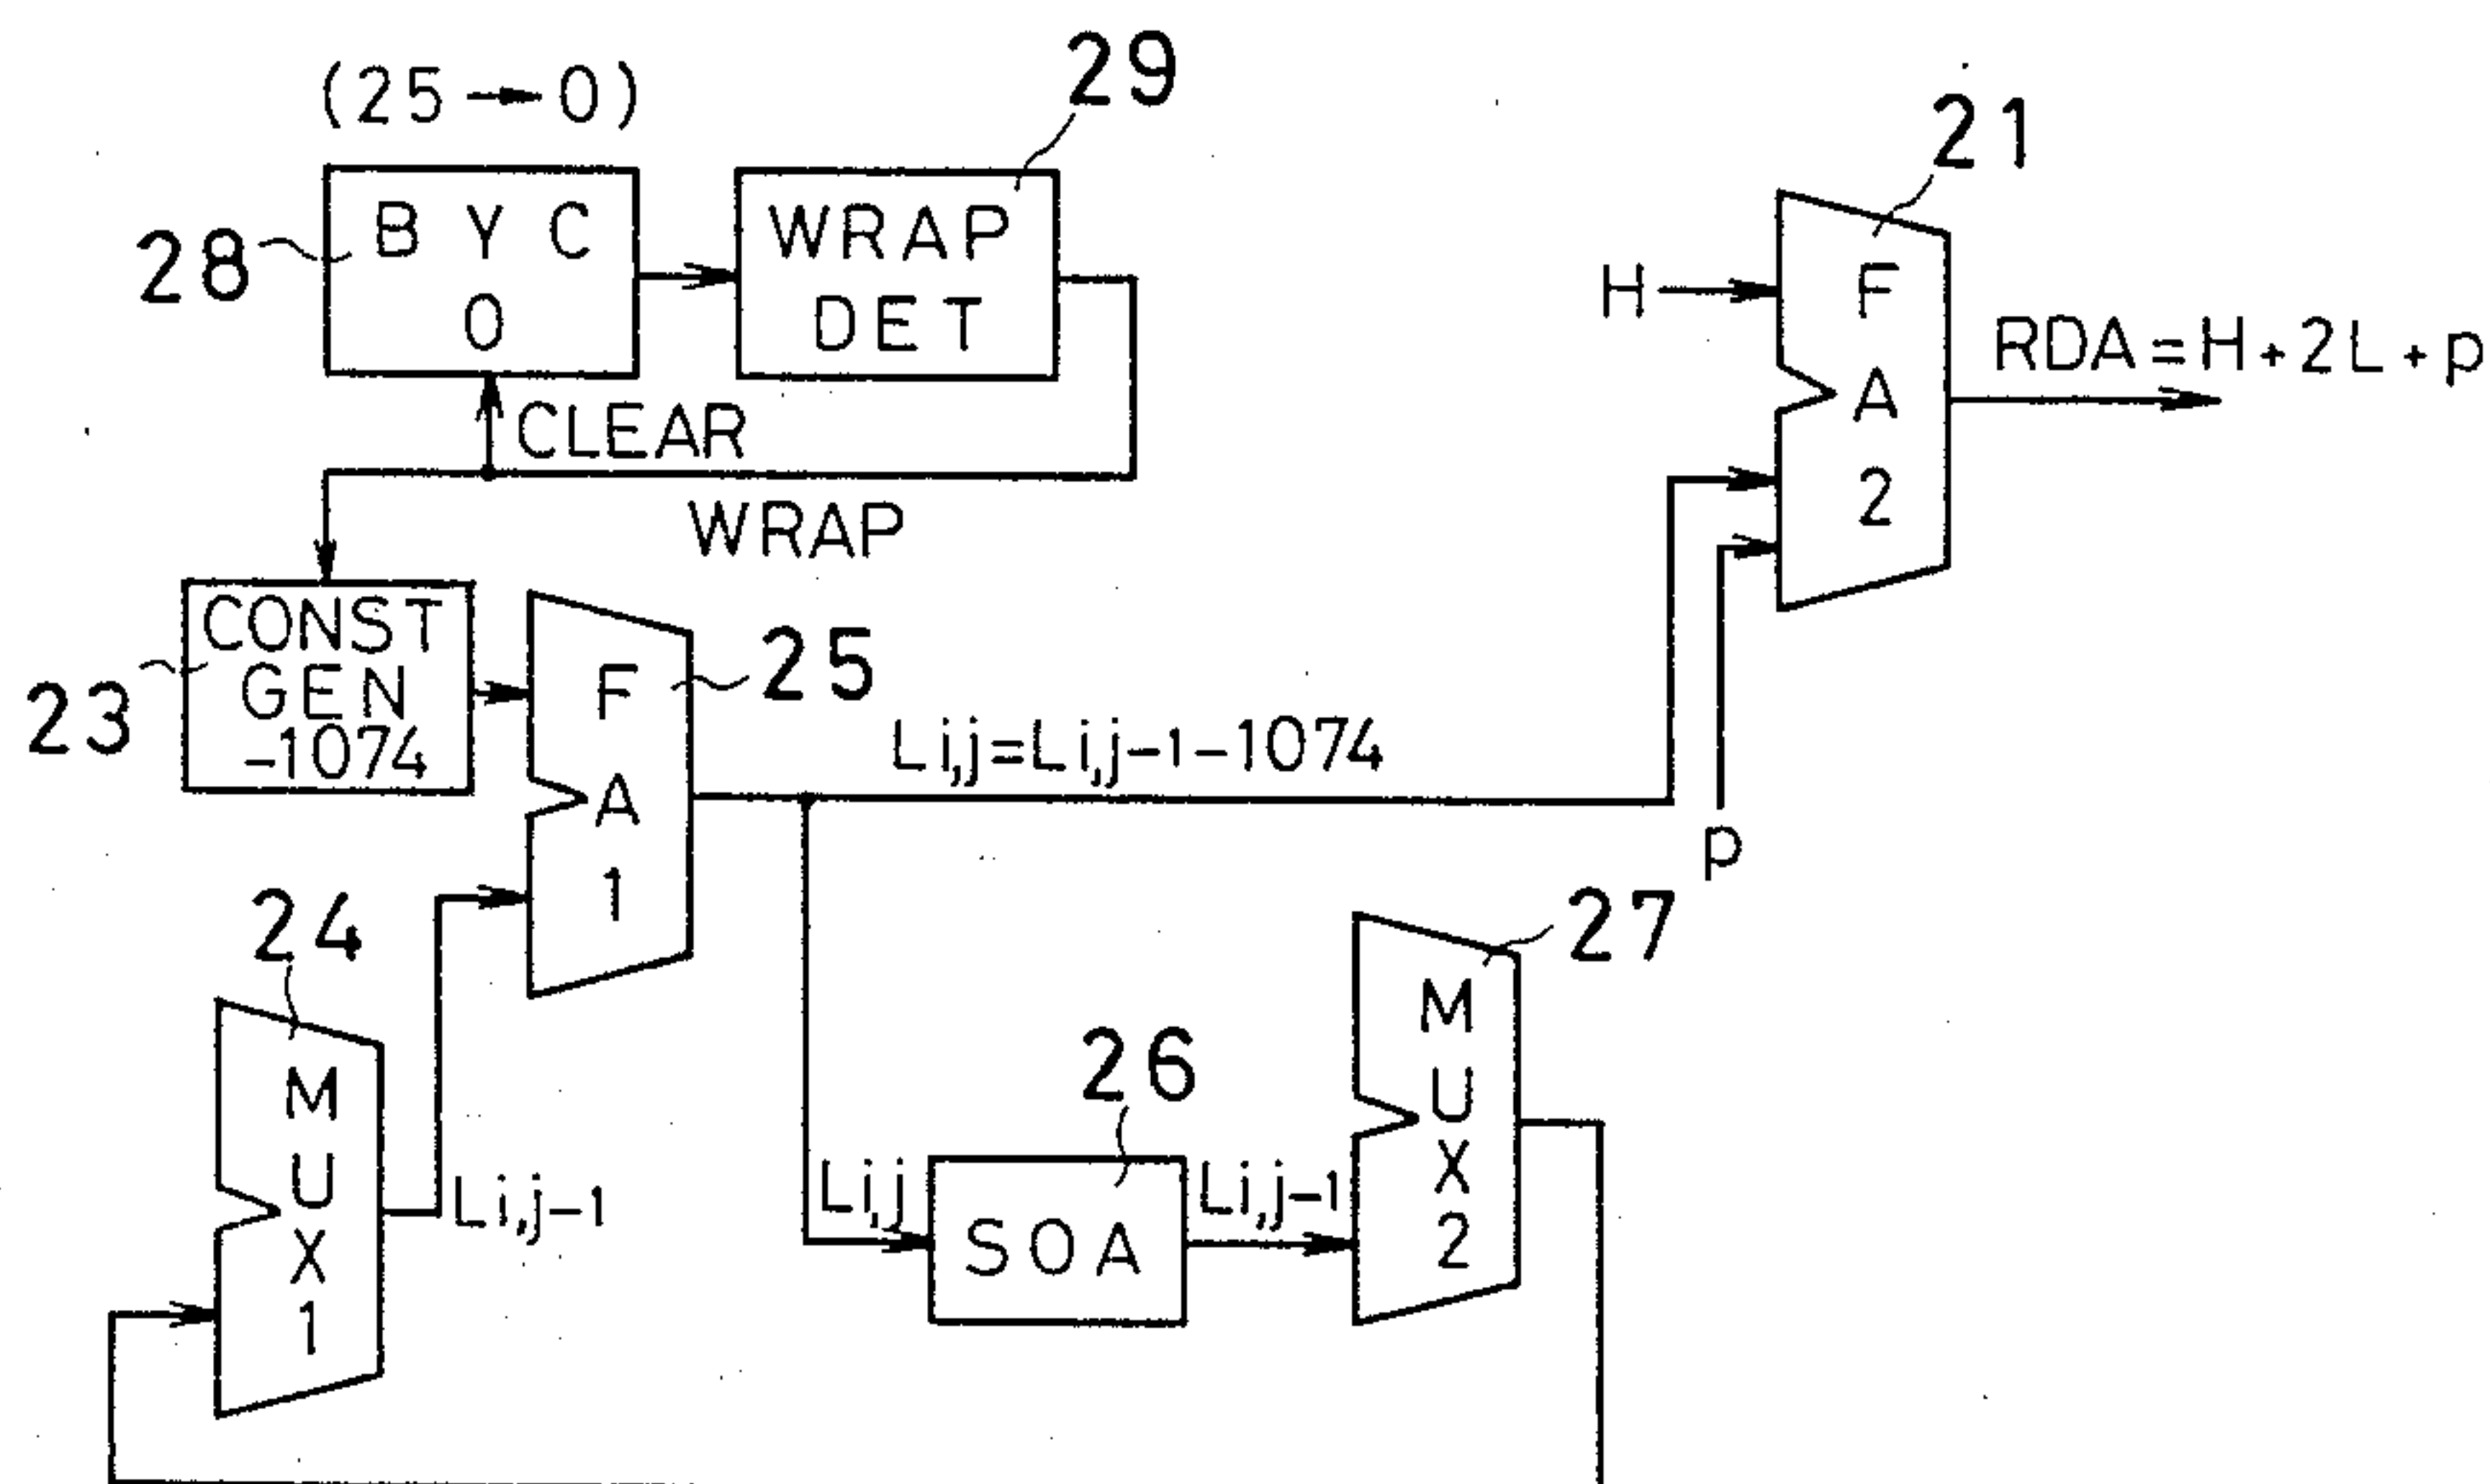 (25→0)
29
21
BYC
0
28
WRAP
DET
H
F
A
2
RDA=H+2L+p
CLEAR
WRAP
CONST
GEN
-1074
23
F
A
1
25
Li,j=Li,j-1-1074
p
24
27
M
U
X
1
Li,j-1
26
Li,j
SOA
Li,j-1
M
U
X
2